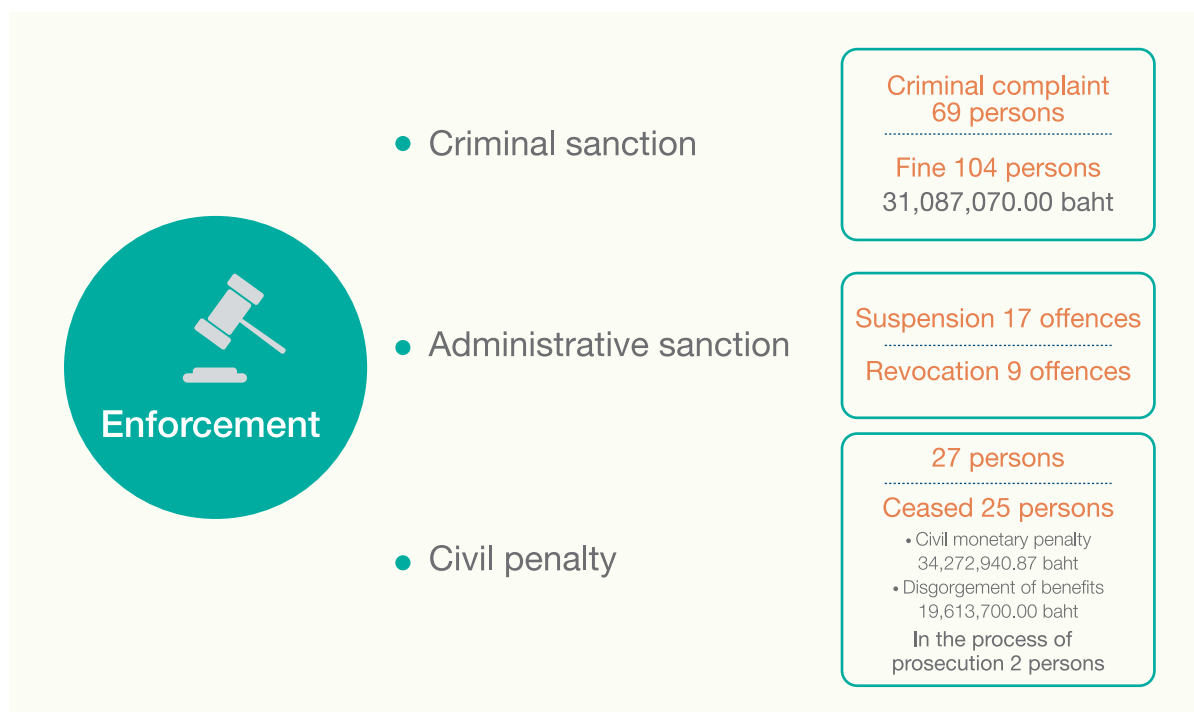 Enforcement
• Criminal sanction
Criminal complaint
69 persons
Fine 104 persons
31,087,070.00 baht
• Administrative sanction
Suspension 17 offences
Revocation 9 offences
• Civil penalty
27 persons
Ceased 25 persons
• Civil monetary penalty
34,272,940.87 baht
• Disgorgement of benefits
19,613,700.00 baht
In the process of
prosecution 2 persons